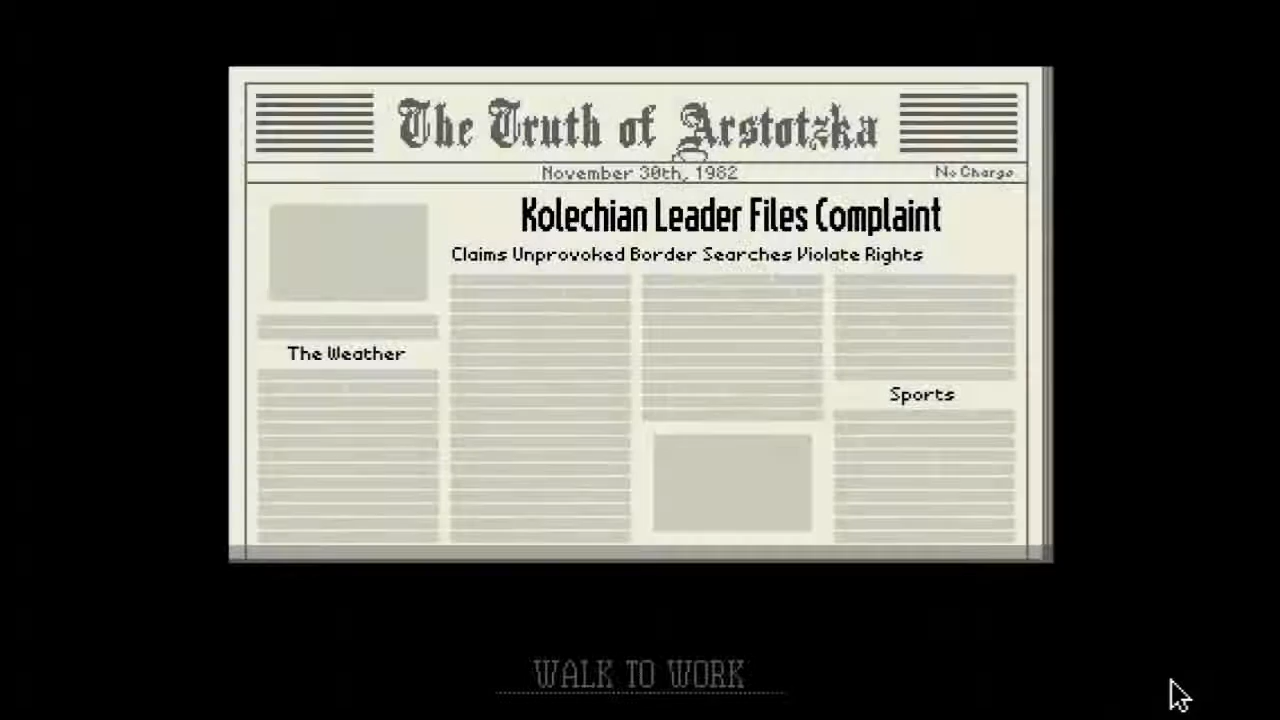 The Truth of Arstotzka
November 30th, 1982
No Charge
Kolechian Leader Files Complaint
Claims Unprovoked Border Searches Violate Rights
The Weather
Sports
WALK TO WORK